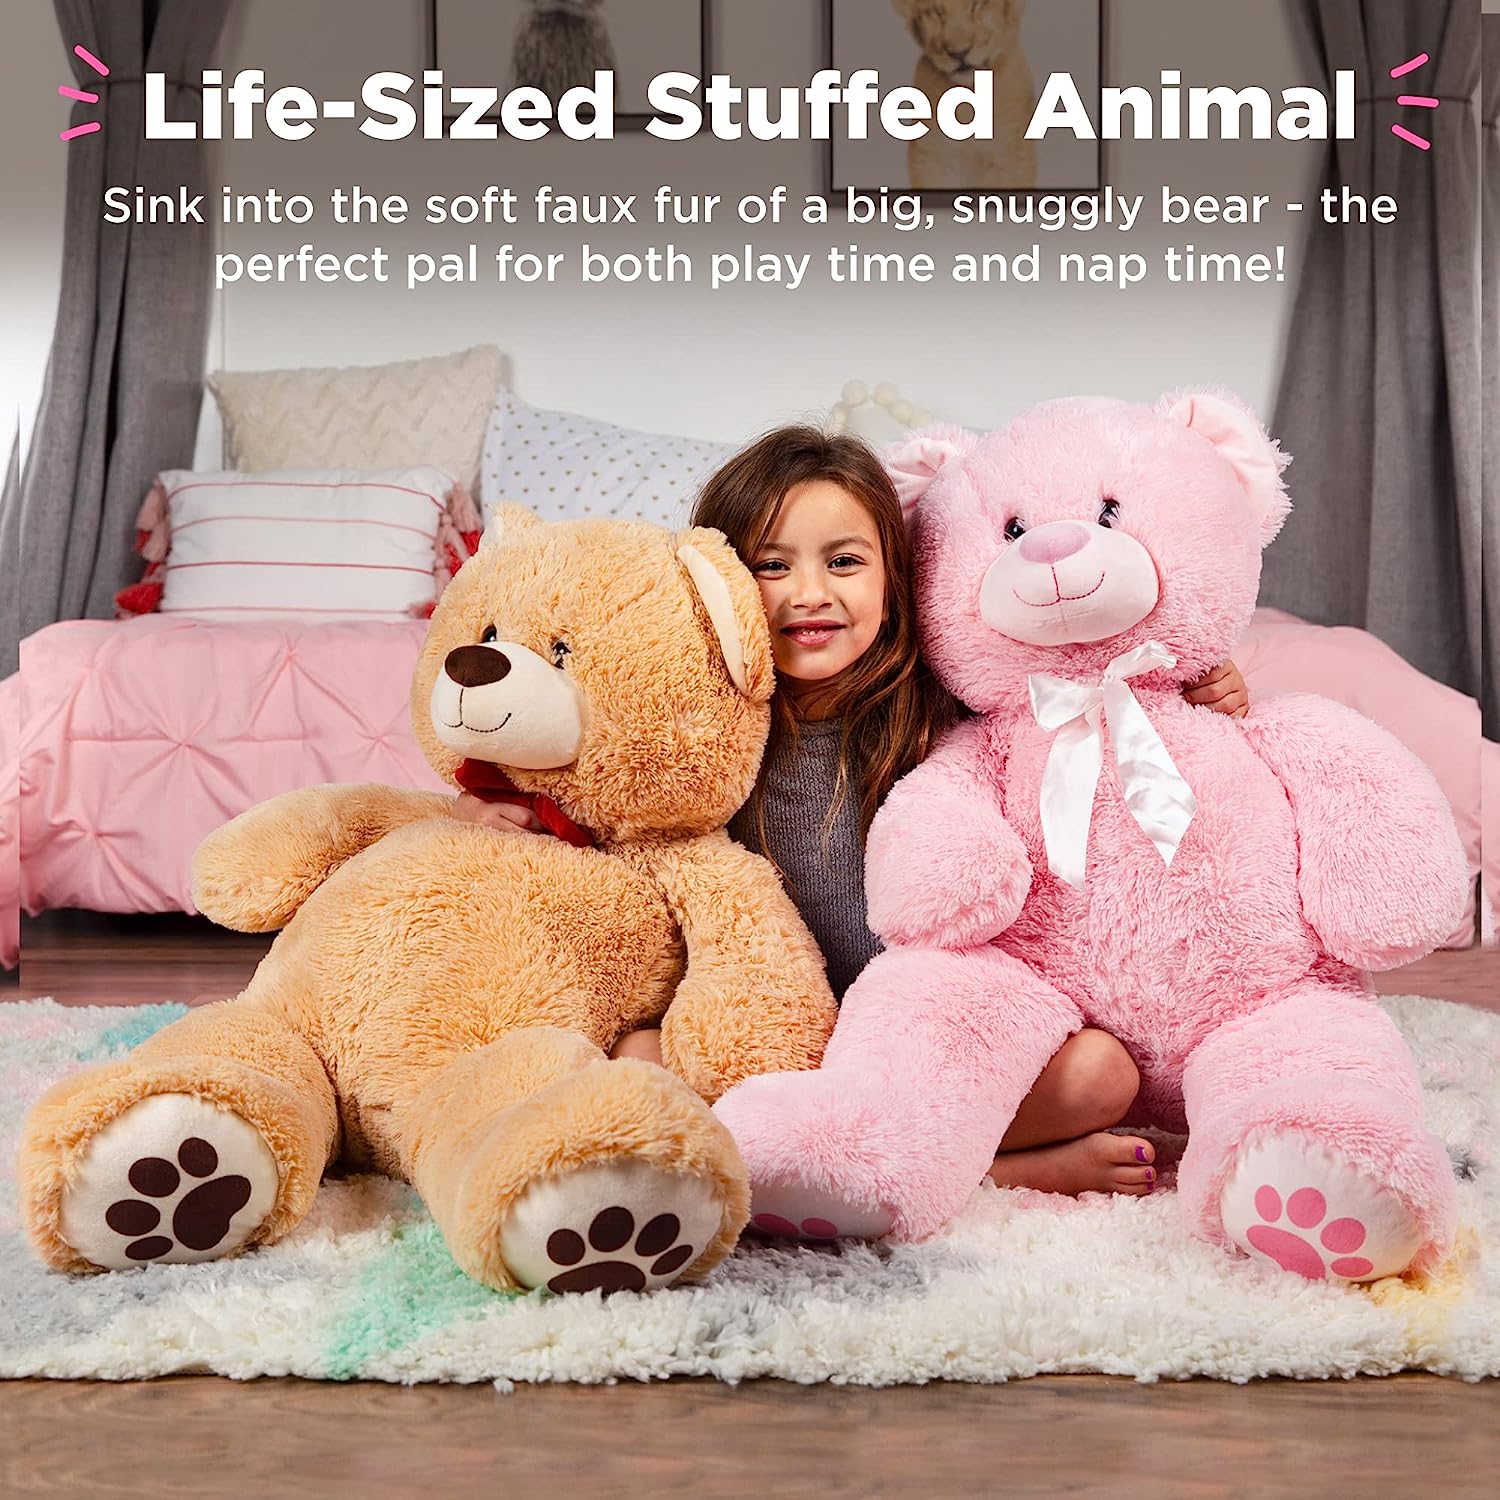 Life-Sized Stuffed Animal
Sink into the soft faux fur of a big, snuggly bear - the
perfect pal for both play time and nap time!